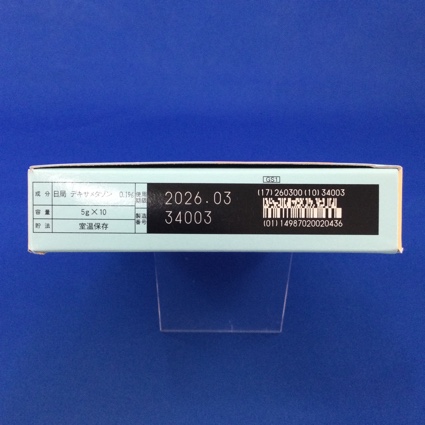 成分 日局 デキサメタゾン 0.1%
容量 5g×10
貯法 室温保存
使用期限 2026.03
製造番号 34003
GS1
(17)260300(10)34003
(01)14987020020436